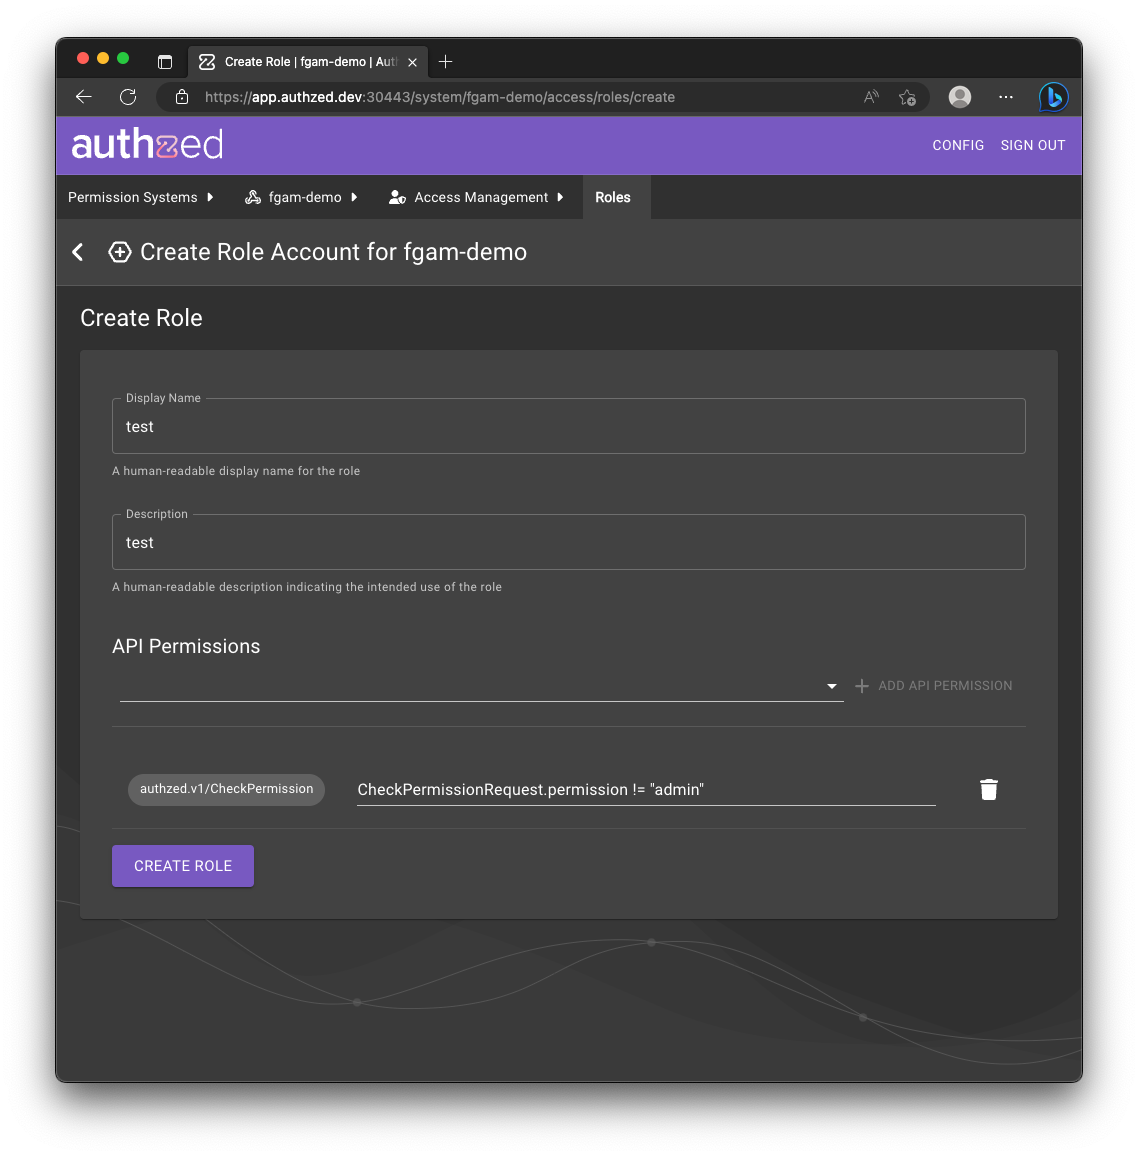 Create Role | fgam-demo | Aut
https://app.authzed.dev:30443/system/fgam-demo/access/roles/create
authzed
CONFIG SIGN OUT
Permission Systems fgam-demo Access Management Roles
Create Role Account for fgam-demo
Create Role
Display Name
test
A human-readable display name for the role
Description
test
A human-readable description indicating the intended use of the role
API Permissions
ADD API PERMISSION
authzed.v1/CheckPermission CheckPermissionRequest.permission != "admin"
CREATE ROLE